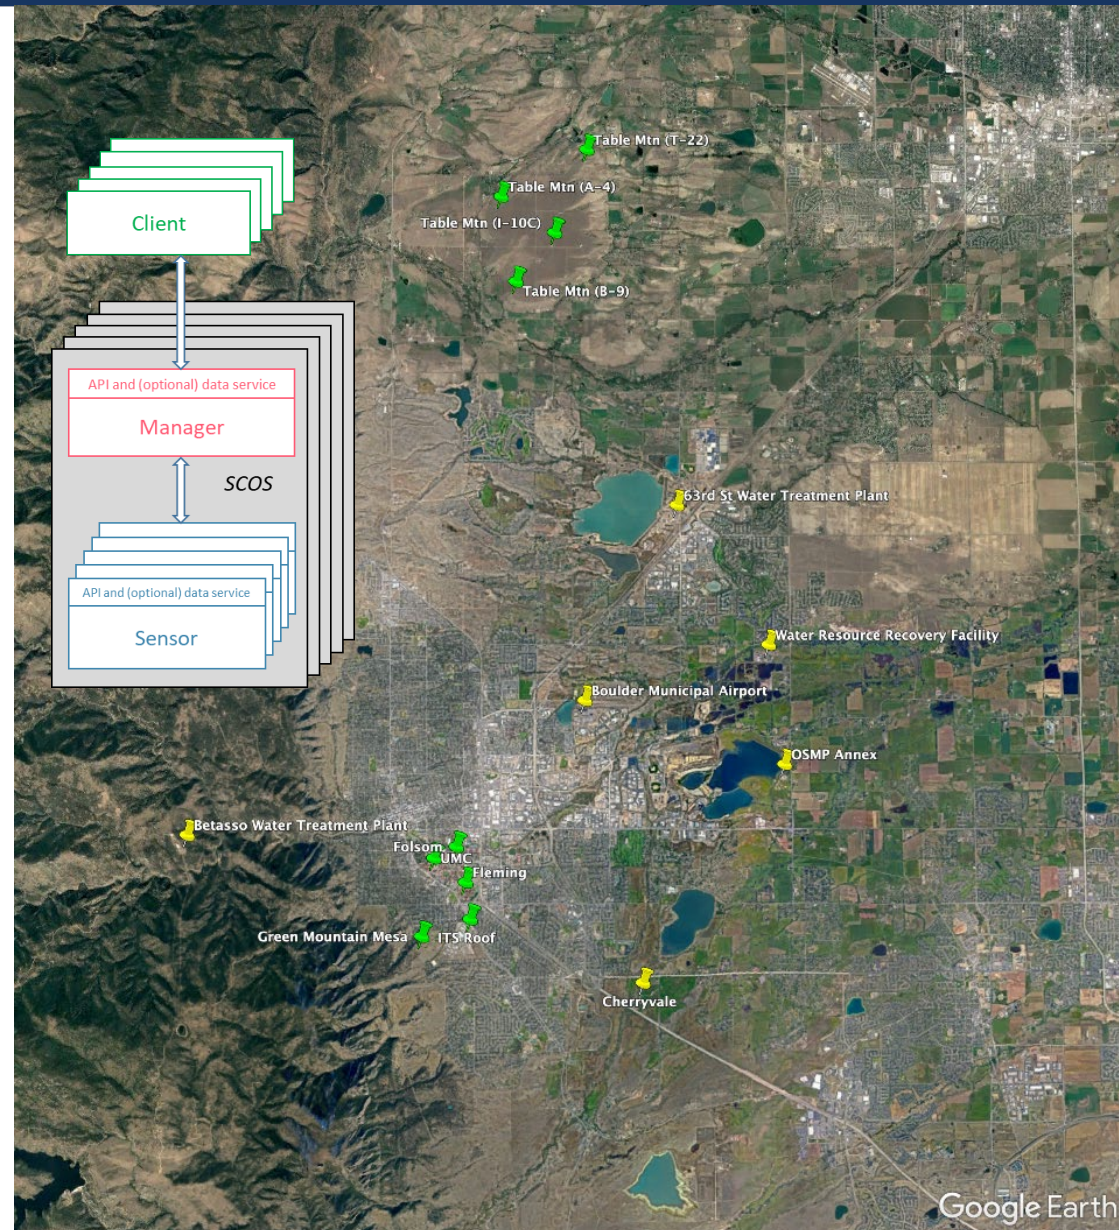 Table Mtn (T-22)
Table Mtn (A-4)
Table Mtn (I-10C)
Table Mtn (B-9)
Client
API and (optional) data service
Manager
SCOS
API and (optional) data service
Sensor
63rd St Water Treatment Plant
Water Resource Recovery Facility
Boulder Municipal Airport
OSMP Annex
Betasso Water Treatment Plant
Folsom
UMC
Fleming
Green Mountain Mesa
ITS Roof
Cherryvale
Google Earth